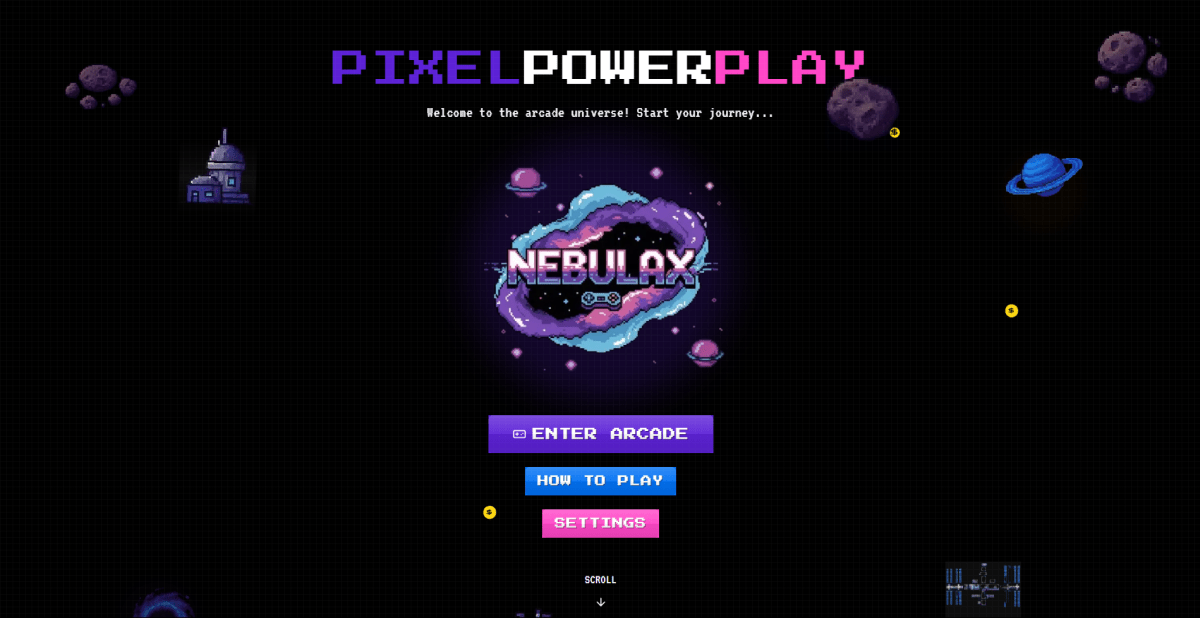 PIXELPOWERPLAY
Welcome to the arcade universe! Start your journey...
NEBULAX
ENTER ARCADE
HOW TO PLAY
SETTINGS
SCROLL